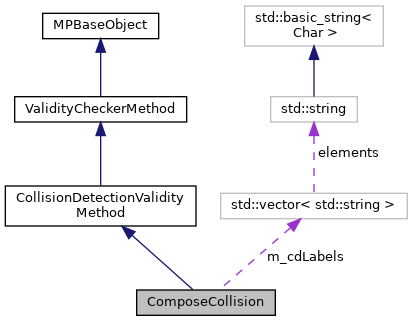 MPBaseObject
std::basic_string<
Char >
ValidityCheckerMethod
std::string
elements
CollisionDetectionValidity
Method
std::vector< std::string >
m_cdLabels
ComposeCollision